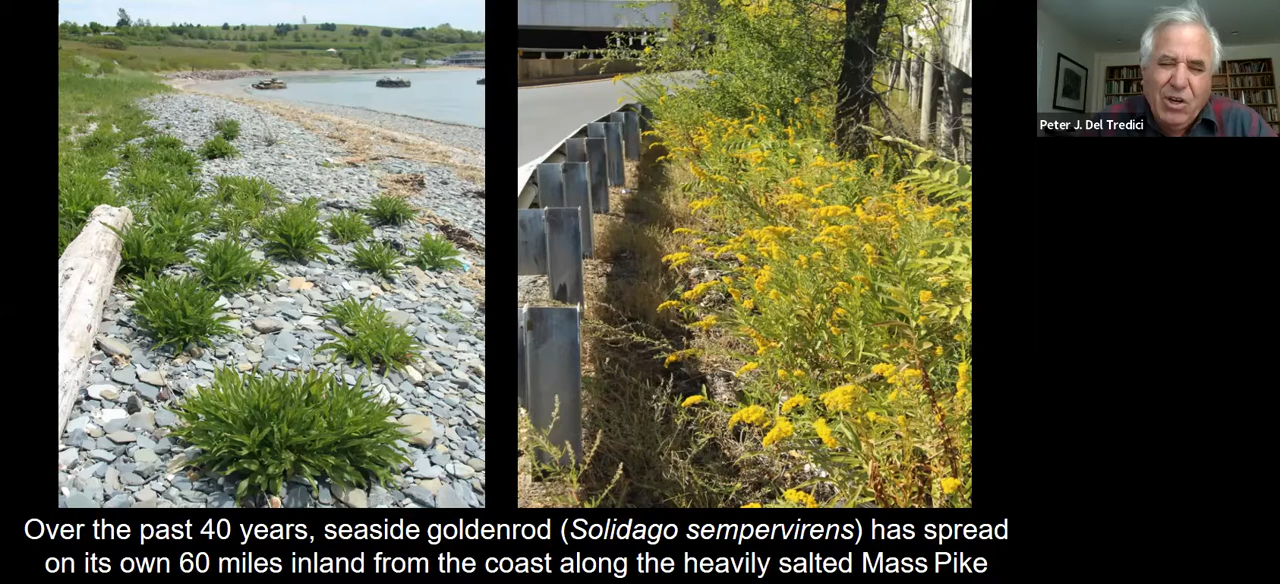 Peter J. Del Tredici
Over the past 40 years, seaside goldenrod (Solidago sempervirens) has spread
on its own 60 miles inland from the coast along the heavily salted Mass Pike